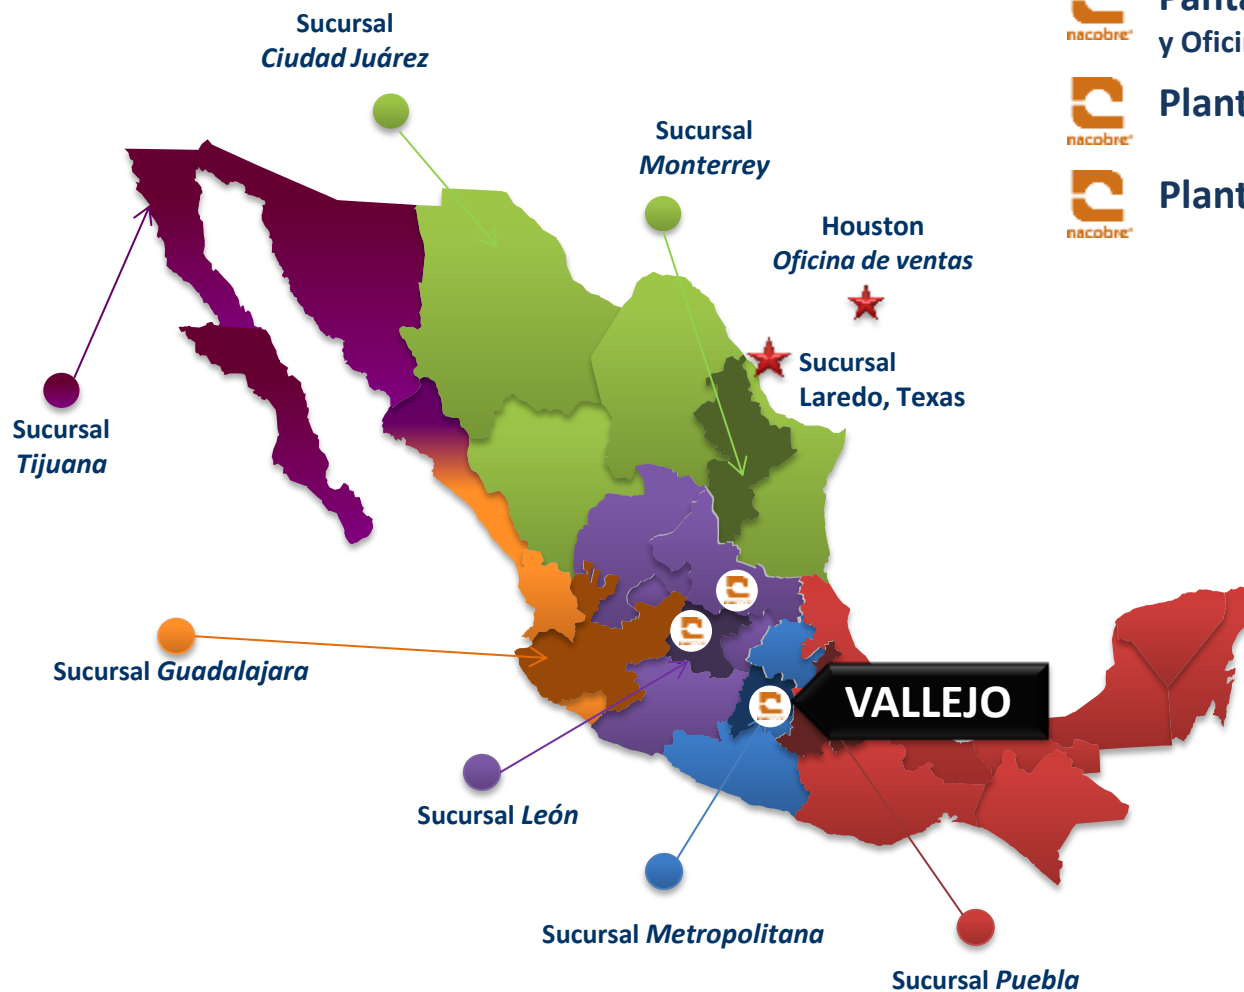 Sucursal
Ciudad Juárez
nacobre
y Ofici
nacobre
Plant
nacobre
Plant
Sucursal
Monterrey
Houston
Oficina de ventas
Sucursal
Laredo, Texas
Sucursal
Tijuana
Sucursal Guadalajara
VALLEJO
Sucursal León
Sucursal Metropolitana
Sucursal Puebla